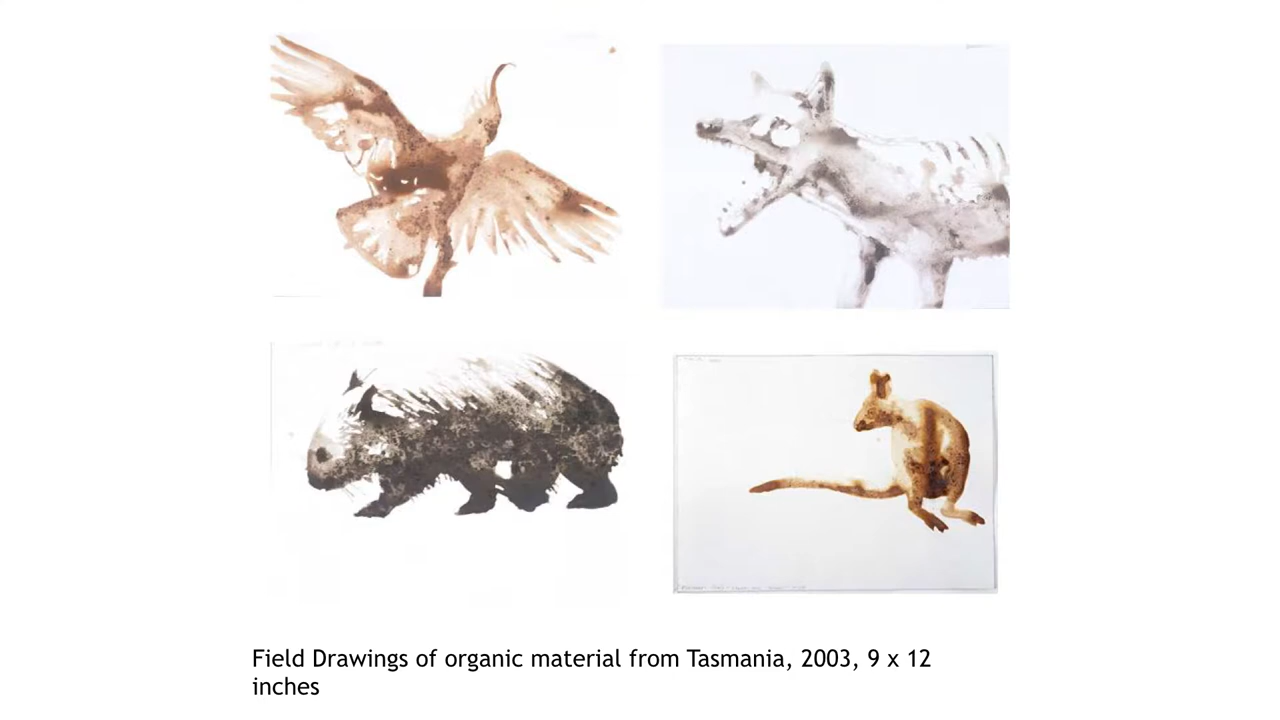 Field Drawings of organic material from Tasmania, 2003, 9 x 12
inches